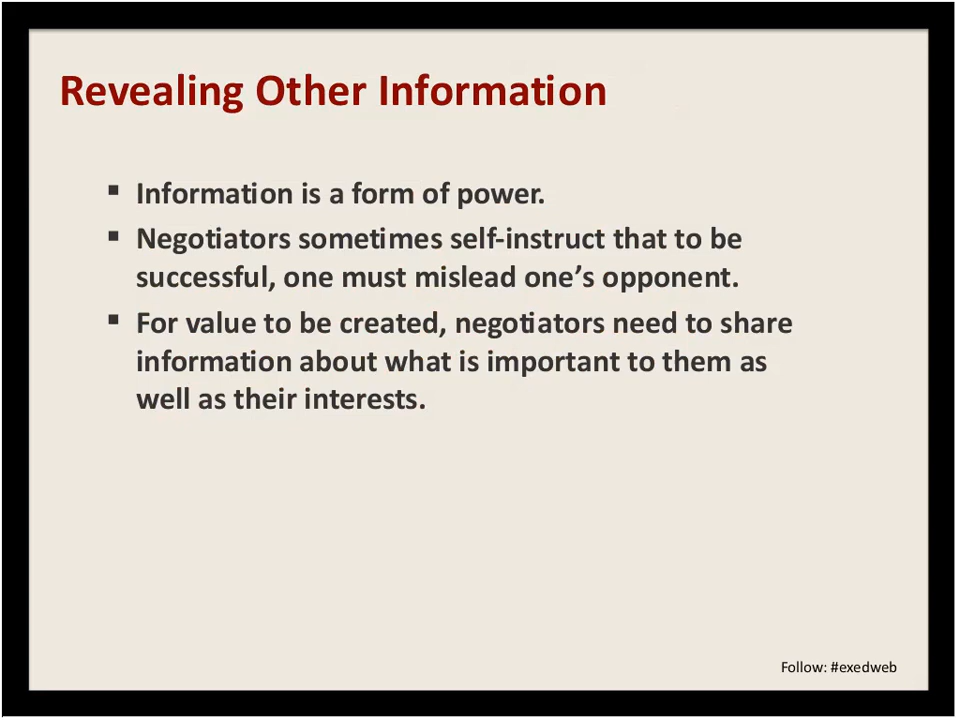 Revealing Other Information
▪ Information is a form of power.
▪ Negotiators sometimes self-instruct that to be
successful, one must mislead one’s opponent.
▪ For value to be created, negotiators need to share
information about what is important to them as
well as their interests.
Follow: #exedweb